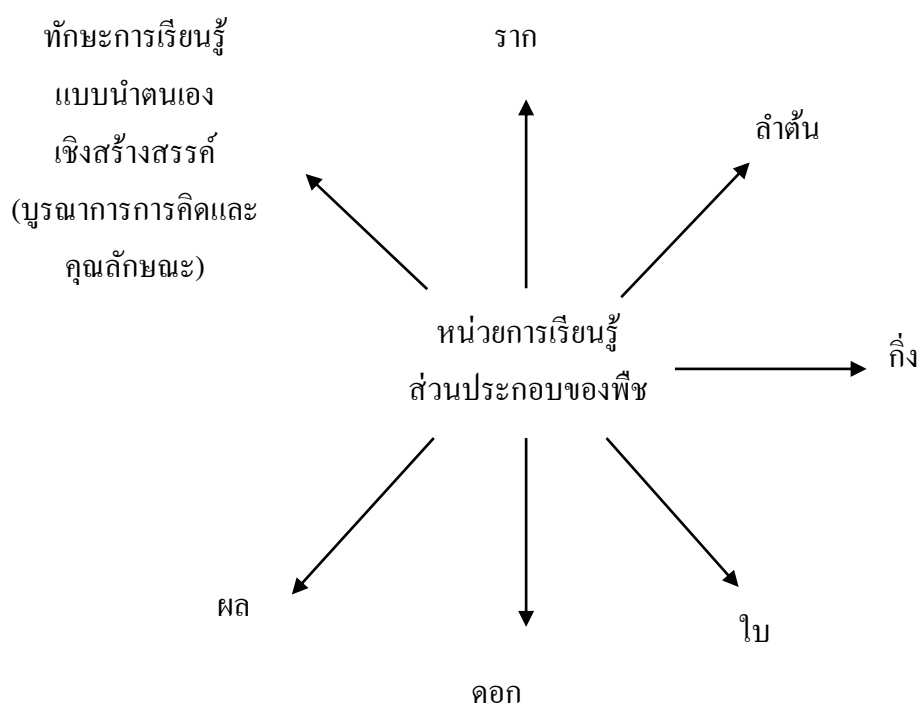 ทักษะการเรียนรู้
แบบนำตนเอง
เชิงสร้างสรรค์
(บูรณาการการคิดและ
คุณลักษณะ)
ราก
ลำต้น
หน่วยการเรียนรู้
ส่วนประกอบของพืช
กิ่ง
ผล
ใบ
ดอก